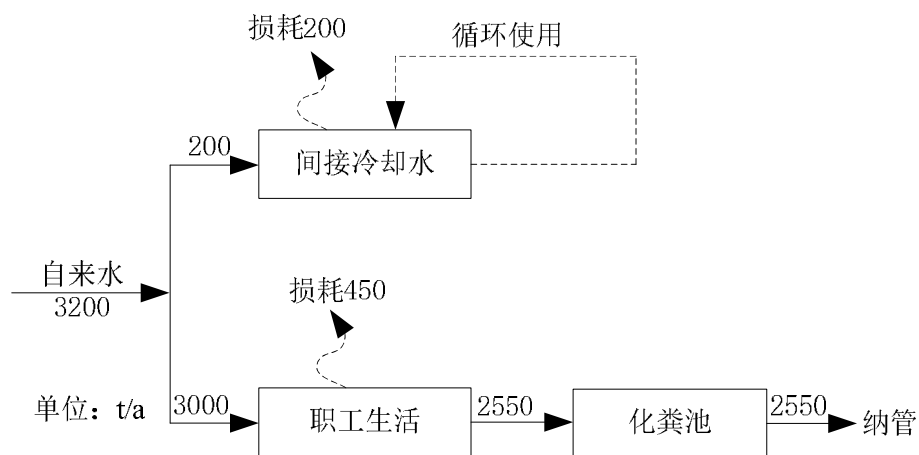 损耗200
循环使用
200
间接冷却水
自来水
3200
损耗450
单位：t/a
3000
职工生活
2550
化粪池
2550
纳管